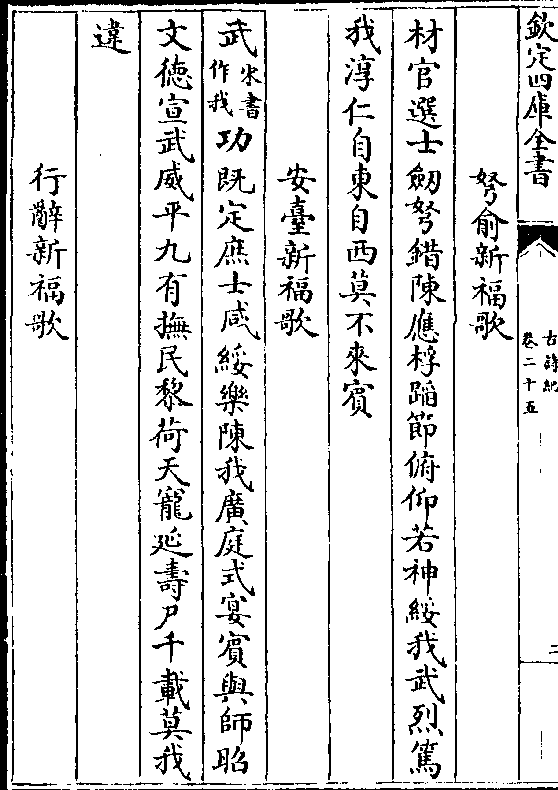 欽定四庫全書
古詩紀
卷二十五
二
弩俞新福歌
材官選士劒弩錯陳應桴蹈節俯仰若神綏我武烈篤
我淳仁自東自西莫不來賓
安臺新福歌
武宋書作我功既定庶士咸綏樂陳我廣庭式宴賓與師昭
文徳宣武威平九有撫民黎荷天寵延壽尸千載莫我
違
行辭新福歌